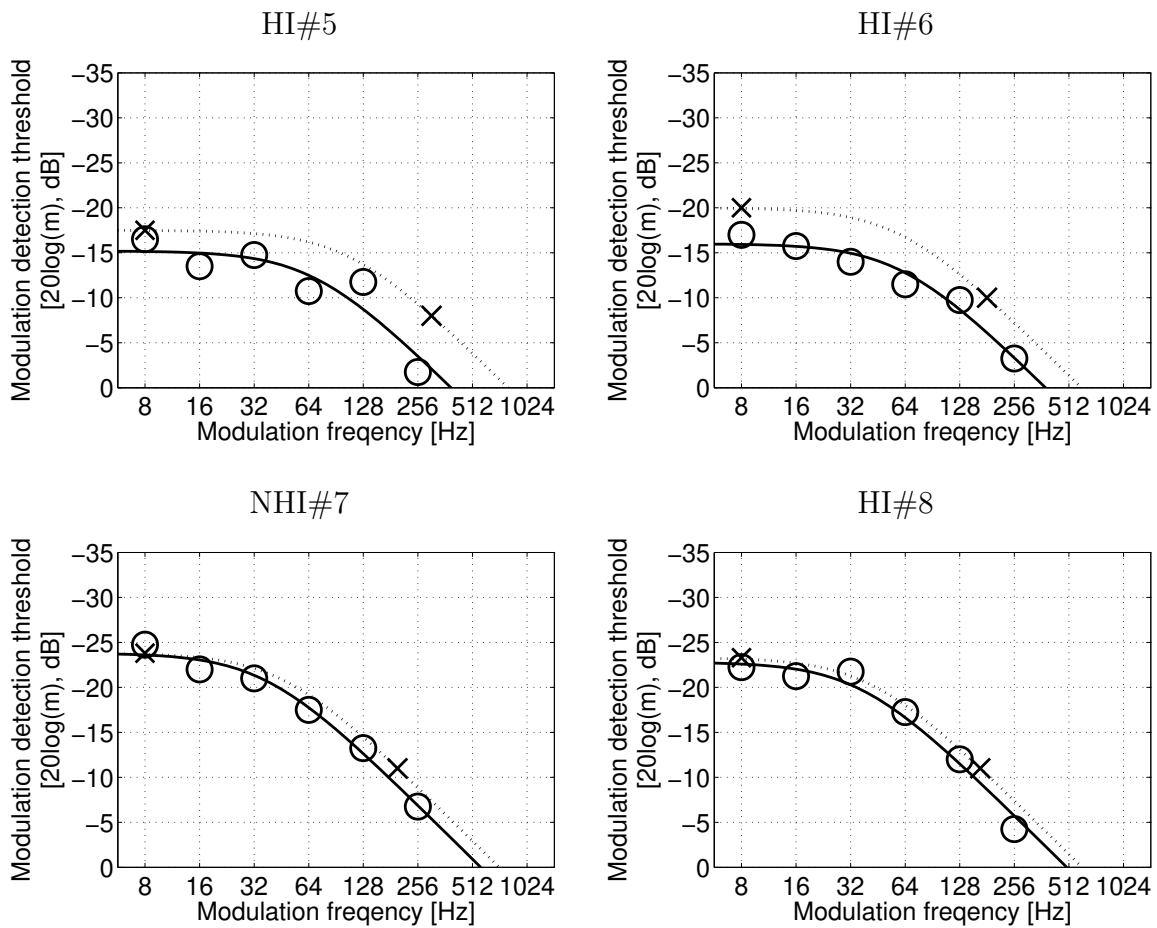 HI#5
Modulation detection threshold
[20log(m), dB]
−35
−30
−25
−20
−15
−10
−5
0
8 16 32 64 128 256 512 1024
Modulation freqency [Hz]
HI#6
Modulation detection threshold
[20log(m), dB]
−35
−30
−25
−20
−15
−10
−5
0
8 16 32 64 128 256 512 1024
Modulation freqency [Hz]
NHI#7
Modulation detection threshold
[20log(m), dB]
−35
−30
−25
−20
−15
−10
−5
0
8 16 32 64 128 256 512 1024
Modulation freqency [Hz]
HI#8
Modulation detection threshold
[20log(m), dB]
−35
−30
−25
−20
−15
−10
−5
0
8 16 32 64 128 256 512 1024
Modulation freqency [Hz]